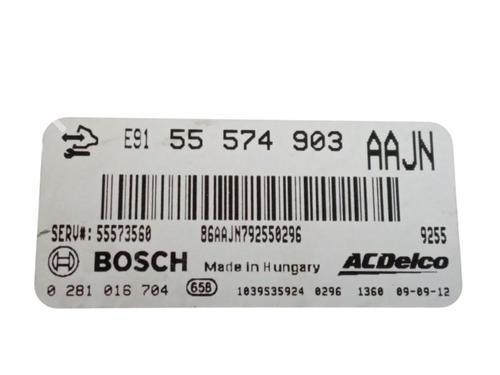 E91 55 574 903 AAJN
SERV#: 55573560 86AAJN792550296 9255
BOSCH Made in Hungary ACDelco
0 281 016 704 65B 1039S35924 0296 1360 09-09-12